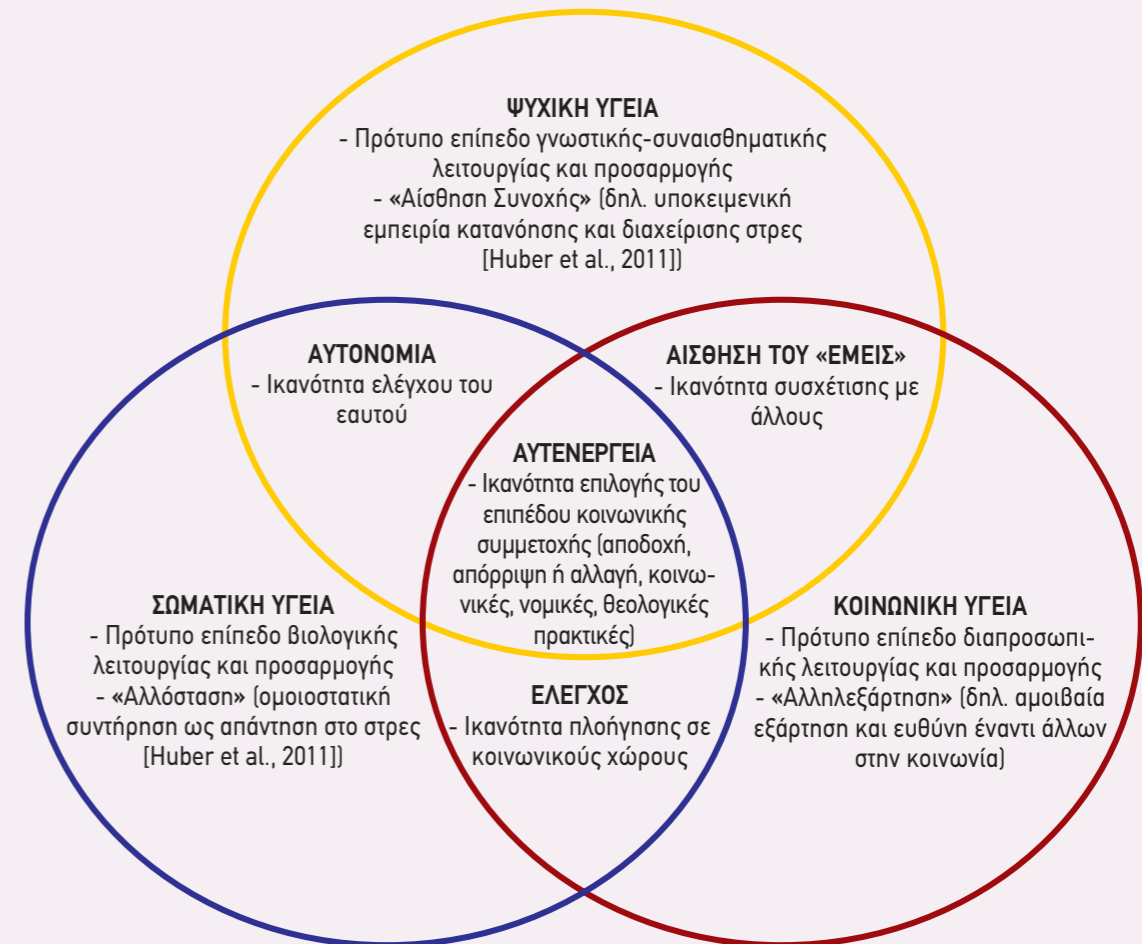 ΨΥΧΙΚΗ ΥΓΕΙΑ
- Πρότυπο επίπεδο γνωστικής-συναισθηματικής
λειτουργίας και προσαρμογής
- «Αίσθηση Συνοχής» (δηλ. υποκειμενική
εμπειρία κατανόησης και διαχείρισης στρες
[Huber et al., 2011])
ΑΥΤΟΝΟΜΙΑ
- Ικανότητα ελέγχου του
εαυτού
ΑΙΣΘΗΣΗ ΤΟΥ «ΕΜΕΙΣ»
- Ικανότητα συσχέτισης με
άλλους
ΑΥΤΕΝΕΡΓΕΙΑ
- Ικανότητα επιλογής του
επιπέδου κοινωνικής
συμμετοχής (αποδοχή,
απόρριψη ή αλλαγή, κοινω-
νικές, νομικές, θεολογικές
πρακτικές)
ΣΩΜΑΤΙΚΗ ΥΓΕΙΑ
- Πρότυπο επίπεδο βιολογικής
λειτουργίας και προσαρμογής
- «Αλλόσταση» (ομοιοστατική
συντήρηση ως απάντηση στο στρες
[Huber et al., 2011])
ΕΛΕΓΧΟΣ
- Ικανότητα πλοήγησης σε
κοινωνικούς χώρους
ΚΟΙΝΩΝΙΚΗ ΥΓΕΙΑ
- Πρότυπο επίπεδο διαπροσωπι-
κής λειτουργίας και προσαρμογής
- «Αλληλεξάρτηση» (δηλ. αμοιβαία
εξάρτηση και ευθύνη έναντι άλλων
στην κοινωνία)